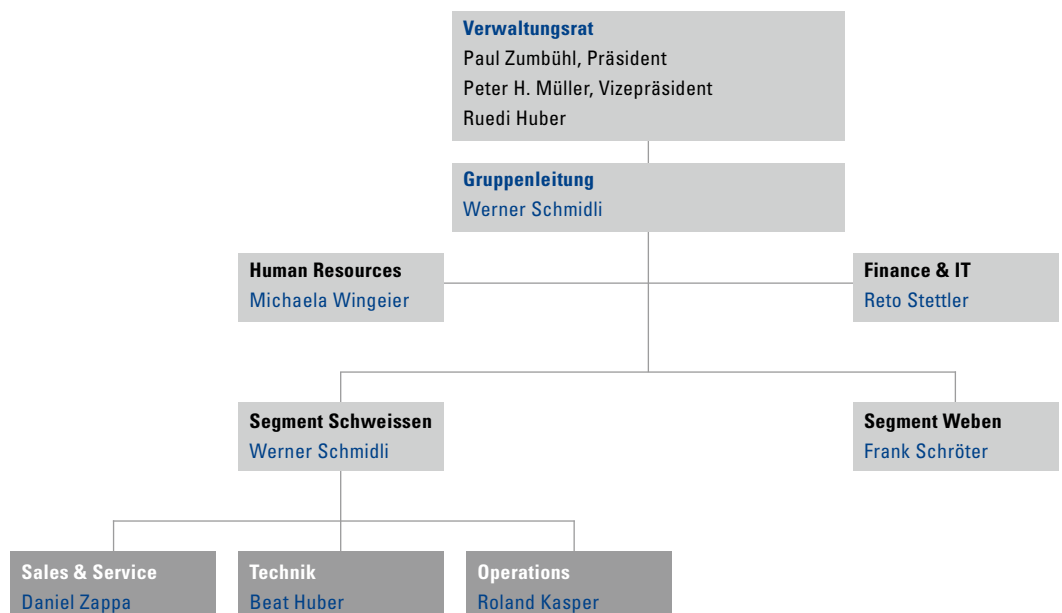 Verwaltungsrat
Paul Zumbühl, Präsident
Peter H. Müller, Vizepräsident
Ruedi Huber
Gruppenleitung
Werner Schmidli
Human Resources
Michaela Wingeier
Finance & IT
Reto Stettler
Segment Schweissen
Werner Schmidli
Segment Weben
Frank Schröter
Sales & Service
Daniel Zappa
Technik
Beat Huber
Operations
Roland Kasper